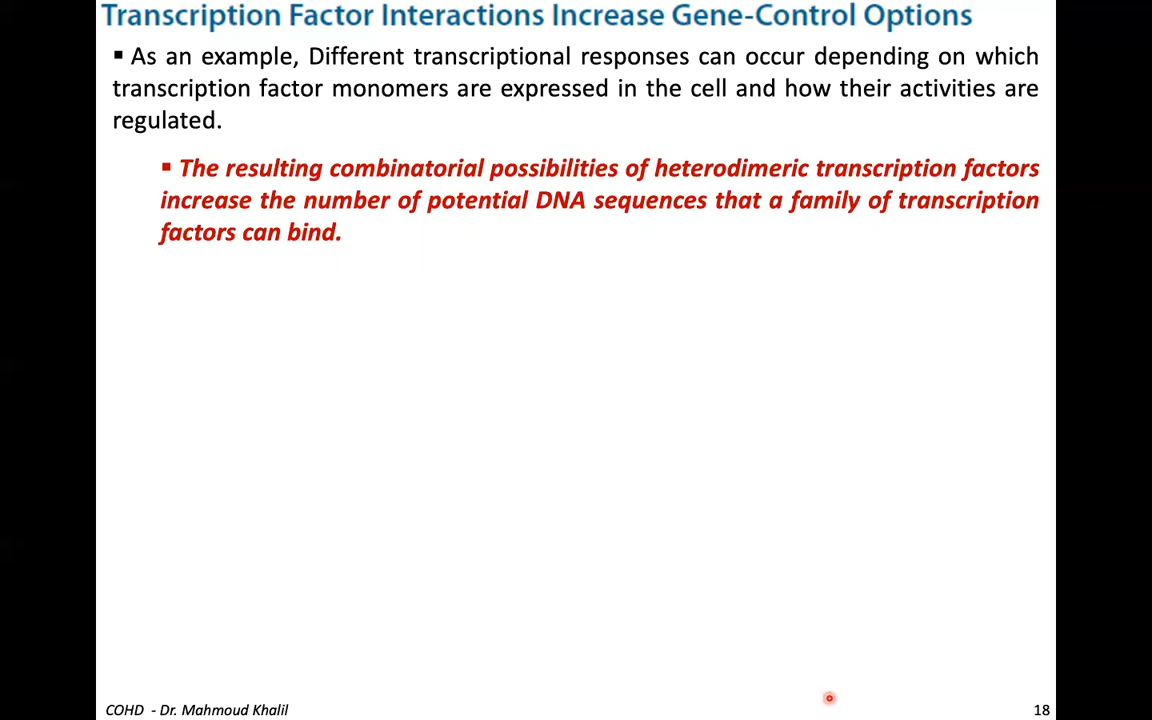 Transcription Factor Interactions Increase Gene-Control Options
▪ As an example, Different transcriptional responses can occur depending on which
transcription factor monomers are expressed in the cell and how their activities are
regulated.
▪ The resulting combinatorial possibilities of heterodimeric transcription factors
increase the number of potential DNA sequences that a family of transcription
factors can bind.
COHD - Dr. Mahmoud Khalil
18